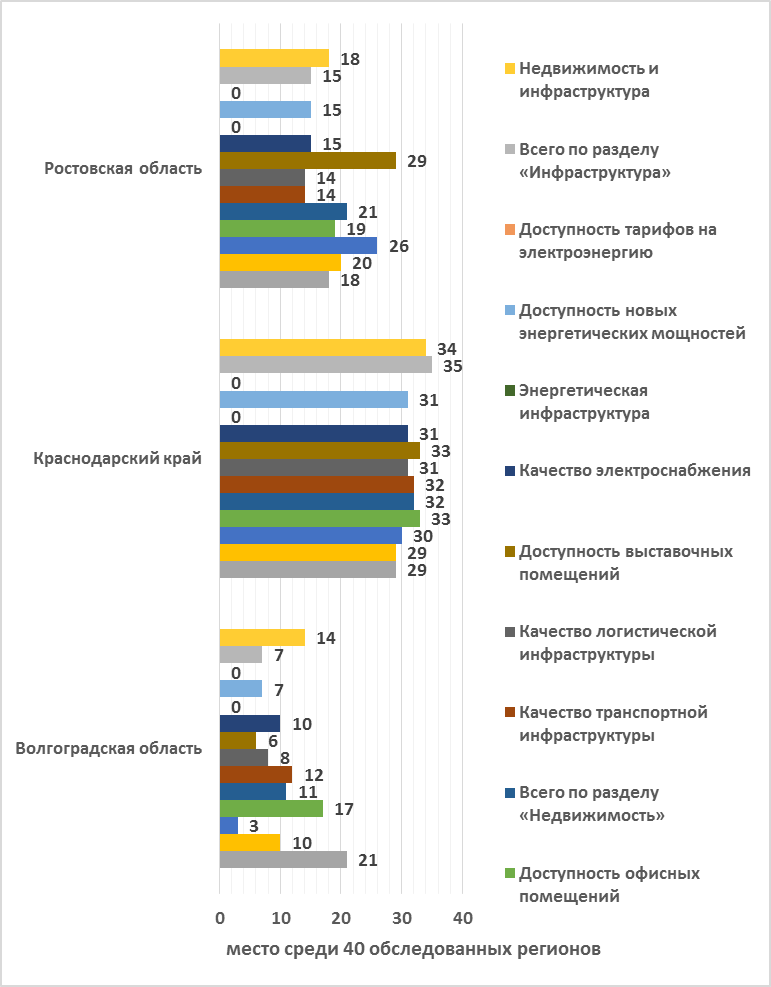 18
15
0
15
0
15
29
14
14
21
19
26
20
18
Ростовская область
34
35
0
31
0
31
33
31
32
32
33
30
29
29
Краснодарский край
14
7
0
7
0
10
6
8
12
11
17
3
10
21
Волгоградская область
0 10 20 30 40
место среди 40 обследованных регионов
Недвижимость и
инфраструктура
Всего по разделу
«Инфраструктура»
Доступность тарифов на
электроэнергию
Доступность новых
энергетических мощностей
Энергетическая
инфраструктура
Качество электроснабжения
Доступность выставочных
помещений
Качество логистической
инфраструктуры
Качество транспортной
инфраструктуры
Всего по разделу
«Недвижимость»
Доступность офисных
помещений